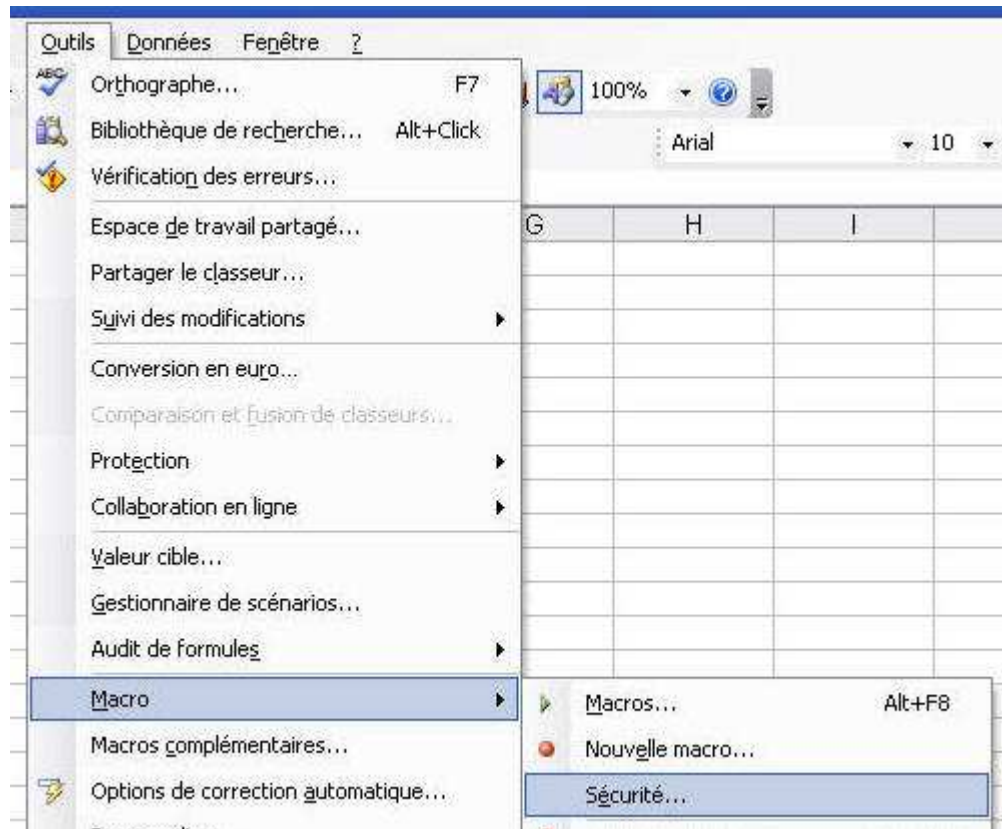 Outils Données Fenêtre ?
Orthographe... F7
100%
Bibliothèque de recherche... Alt+Click
Arial 10
Vérification des erreurs...
Espace de travail partagé...
G H I
Partager le classeur...
Suivi des modifications
Conversion en euro...
Comparaison et fusion de classeurs...
Protection
Collaboration en ligne
Valeur cible...
Gestionnaire de scénarios...
Audit de formules
Macro
Macros... Alt+F8
Macros complémentaires...
Nouvelle macro...
Options de correction automatique...
Sécurité...